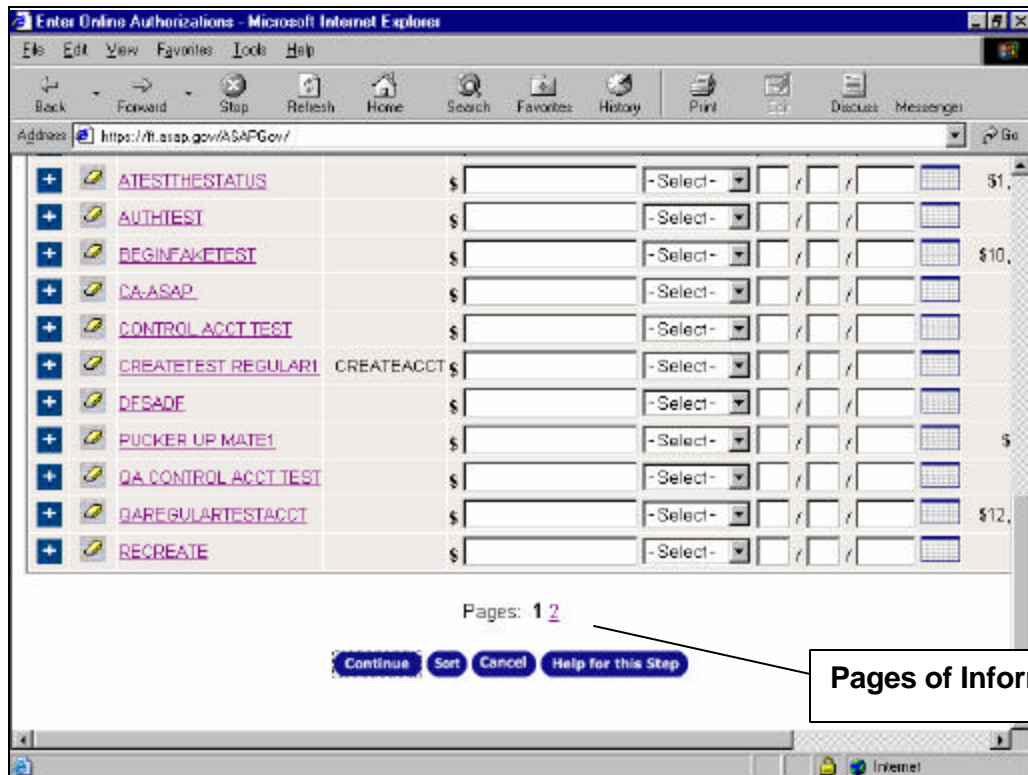 Enter Online Authorizations - Microsoft Internet Explorer
File Edit View Favorites Tools Help
Back Forward Stop Refresh Home Search Favorites History Print Edit Discuss Messenger
Address https://ft.asap.gov/ASAPGov/ Go
ATESTTHESTATUS $ -Select- / / $1,
AUTHTEST $ -Select- / /
BEGINFAKETEST $ -Select- / / $10,
CA-ASAP $ -Select- / /
CONTROL ACCT TEST $ -Select- / /
CREATETEST REGULAR1 CREATEACCT $ -Select- / /
DFSADF $ -Select- / /
PUCKER UP MATE1 $ -Select- / / $
QA CONTROL ACCT TEST $ -Select- / /
QAREGULARTESTACCT $ -Select- / / $12,
RECREATE $ -Select- / /
Pages: 1 2
Continue Sort Cancel Help for this Step
Pages of Infor
Internet